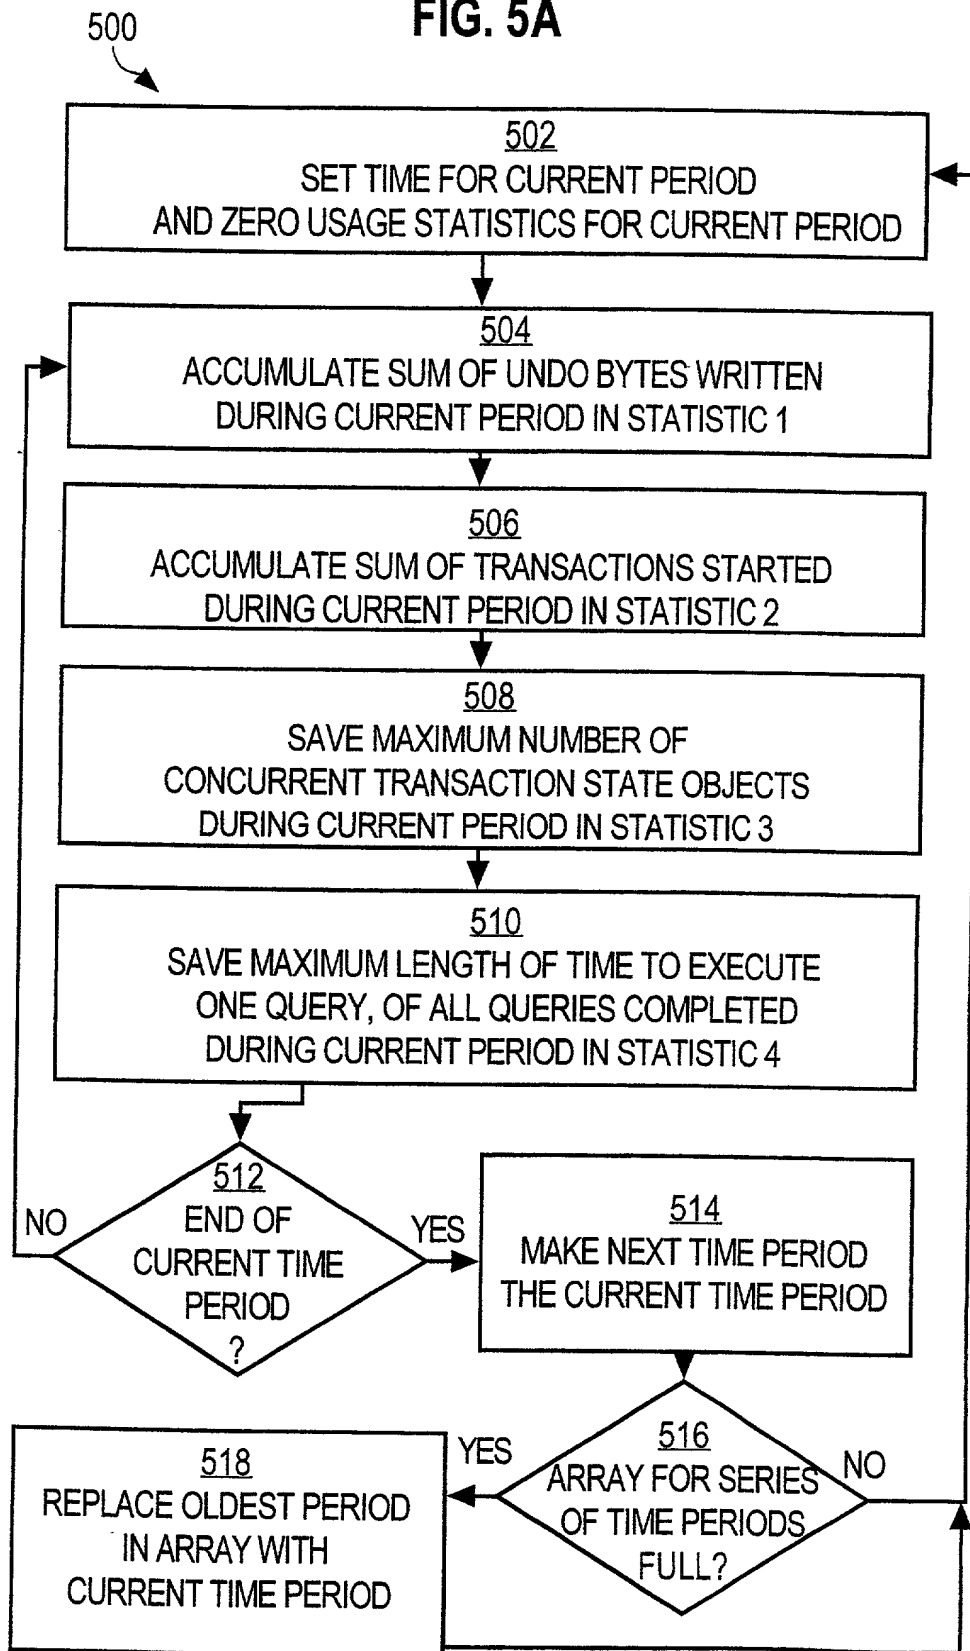 FIG. 5A
500
502
SET TIME FOR CURRENT PERIOD
AND ZERO USAGE STATISTICS FOR CURRENT PERIOD
504
ACCUMULATE SUM OF UNDO BYTES WRITTEN
DURING CURRENT PERIOD IN STATISTIC 1
506
ACCUMULATE SUM OF TRANSACTIONS STARTED
DURING CURRENT PERIOD IN STATISTIC 2
508
SAVE MAXIMUM NUMBER OF
CONCURRENT TRANSACTION STATE OBJECTS
DURING CURRENT PERIOD IN STATISTIC 3
510
SAVE MAXIMUM LENGTH OF TIME TO EXECUTE
ONE QUERY, OF ALL QUERIES COMPLETED
DURING CURRENT PERIOD IN STATISTIC 4
512
END OF
CURRENT TIME
PERIOD
?
NO
YES
514
MAKE NEXT TIME PERIOD
THE CURRENT TIME PERIOD
516
ARRAY FOR SERIES
OF TIME PERIODS
FULL?
YES
NO
518
REPLACE OLDEST PERIOD
IN ARRAY WITH
CURRENT TIME PERIOD